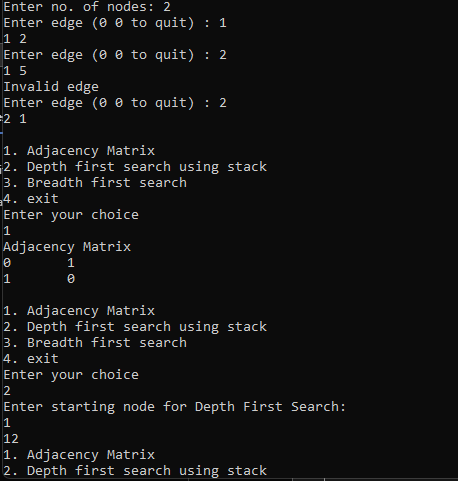 Enter no. of nodes: 2
Enter edge (0 0 to quit) : 1
1 2
Enter edge (0 0 to quit) : 2
1 5
Invalid edge
Enter edge (0 0 to quit) : 2
2 1
1. Adjacency Matrix
2. Depth first search using stack
3. Breadth first search
4. exit
Enter your choice
1
Adjacency Matrix
0 1
1 0
1. Adjacency Matrix
2. Depth first search using stack
3. Breadth first search
4. exit
Enter your choice
2
Enter starting node for Depth First Search:
1
12
1. Adjacency Matrix
2. Depth first search using stack